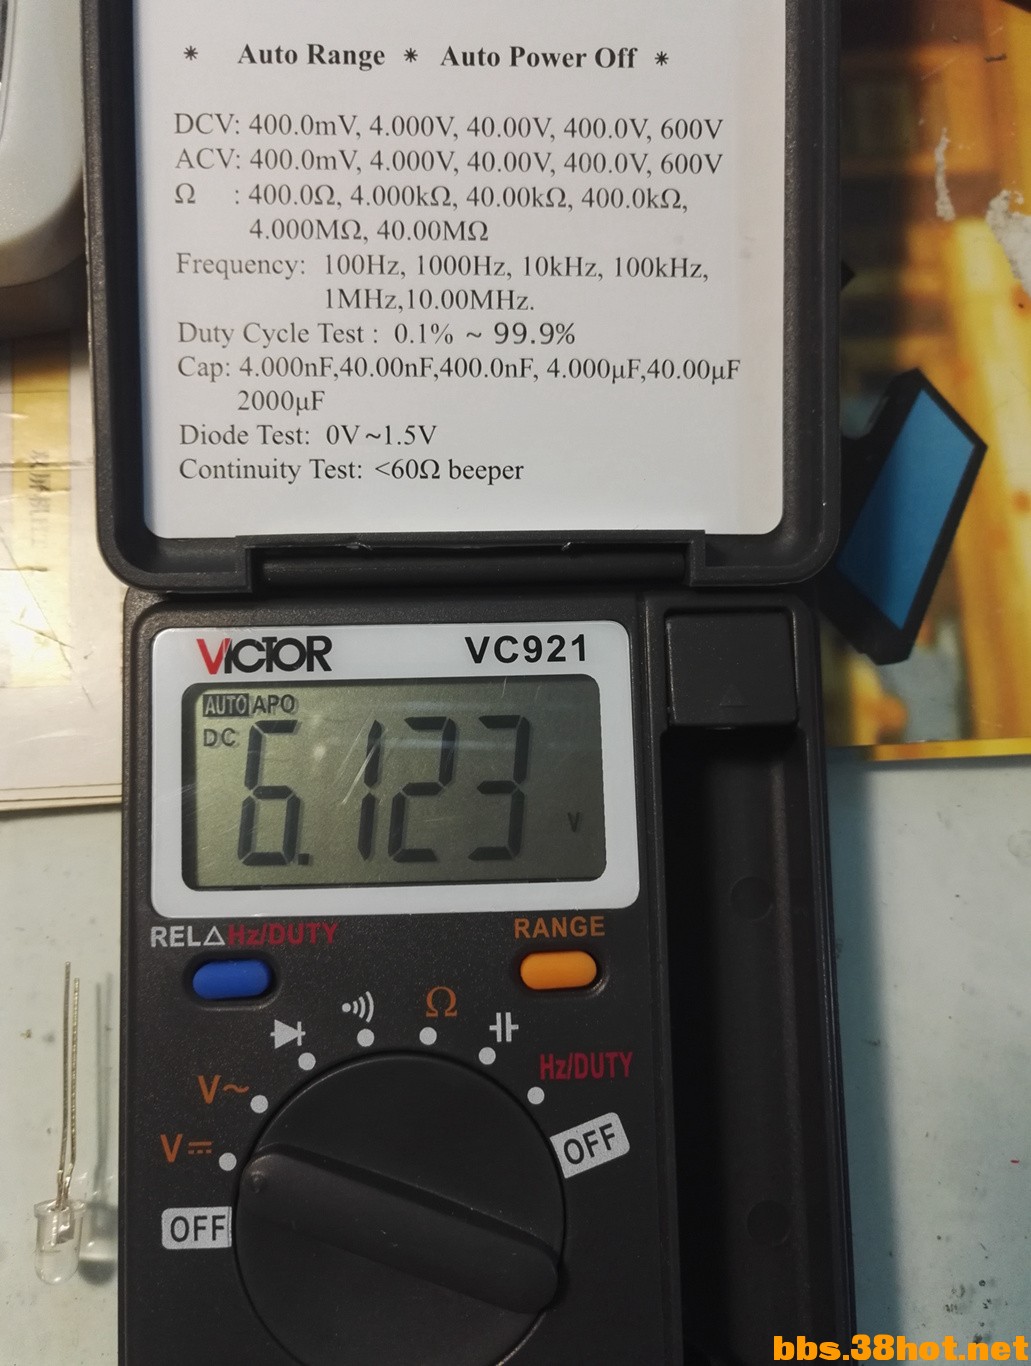 * Auto Range * Auto Power Off *
DCV: 400.0mV, 4.000V, 40.00V, 400.0V, 600V
ACV: 400.0mV, 4.000V, 40.00V, 400.0V, 600V
Ω : 400.0Ω, 4.000kΩ, 40.00kΩ, 400.0kΩ,
4.000MΩ, 40.00MΩ
Frequency: 100Hz, 1000Hz, 10kHz, 100kHz,
1MHz,10.00MHz.
Duty Cycle Test : 0.1% ~ 99.9%
Cap: 4.000nF,40.00nF,400.0nF, 4.000μF,40.00μF
2000μF
Diode Test: 0V~1.5V
Continuity Test: <60Ω beeper
VICTOR VC921
AUTO APO
DC 6.123 V
REL△ Hz/DUTY RANGE
Ω
Hz/DUTY
V~
V⎓
OFF
OFF
bbs.38hot.net